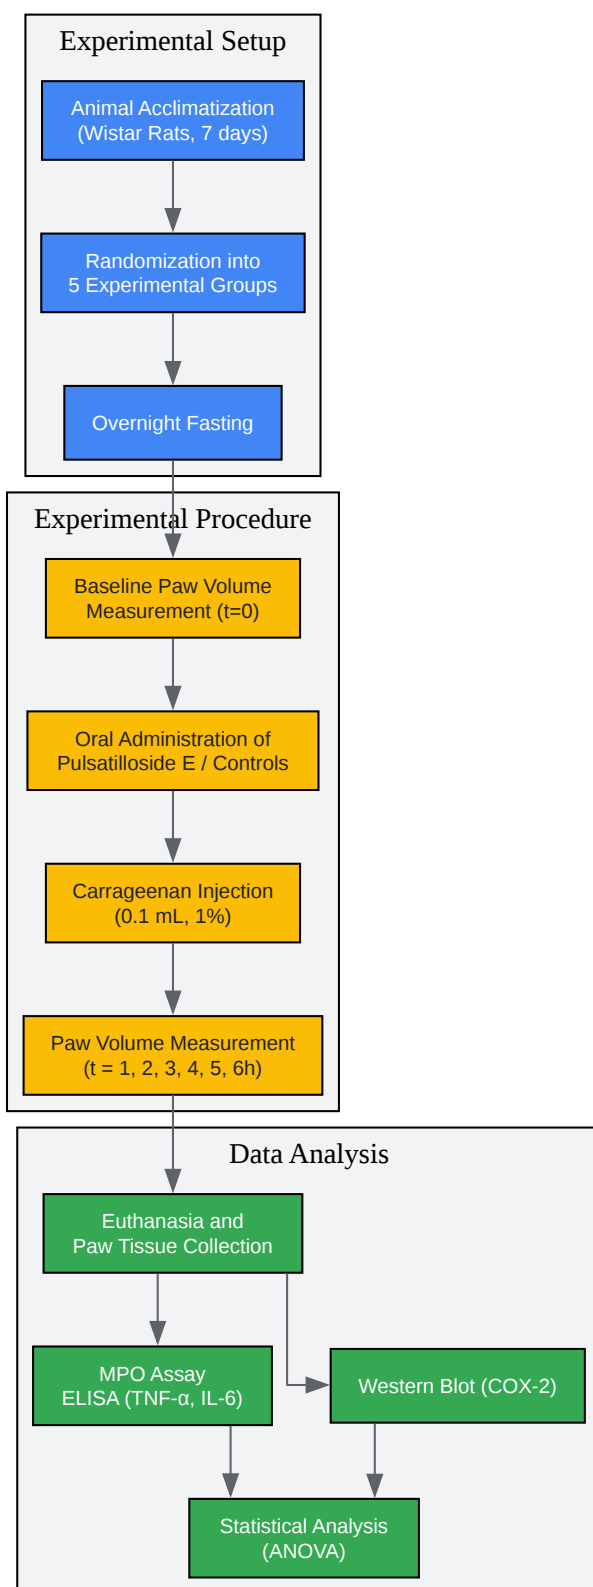 Experimental Setup
Animal Acclimatization
(Wistar Rats, 7 days)
Randomization into
5 Experimental Groups
Overnight Fasting
Experimental Procedure
Baseline Paw Volume
Measurement (t=0)
Oral Administration of
Pulsatilloside E / Controls
Carrageenan Injection
(0.1 mL, 1%)
Paw Volume Measurement
(t = 1, 2, 3, 4, 5, 6h)
Data Analysis
Euthanasia and
Paw Tissue Collection
MPO Assay
ELISA (TNF-α, IL-6)
Western Blot (COX-2)
Statistical Analysis
(ANOVA)